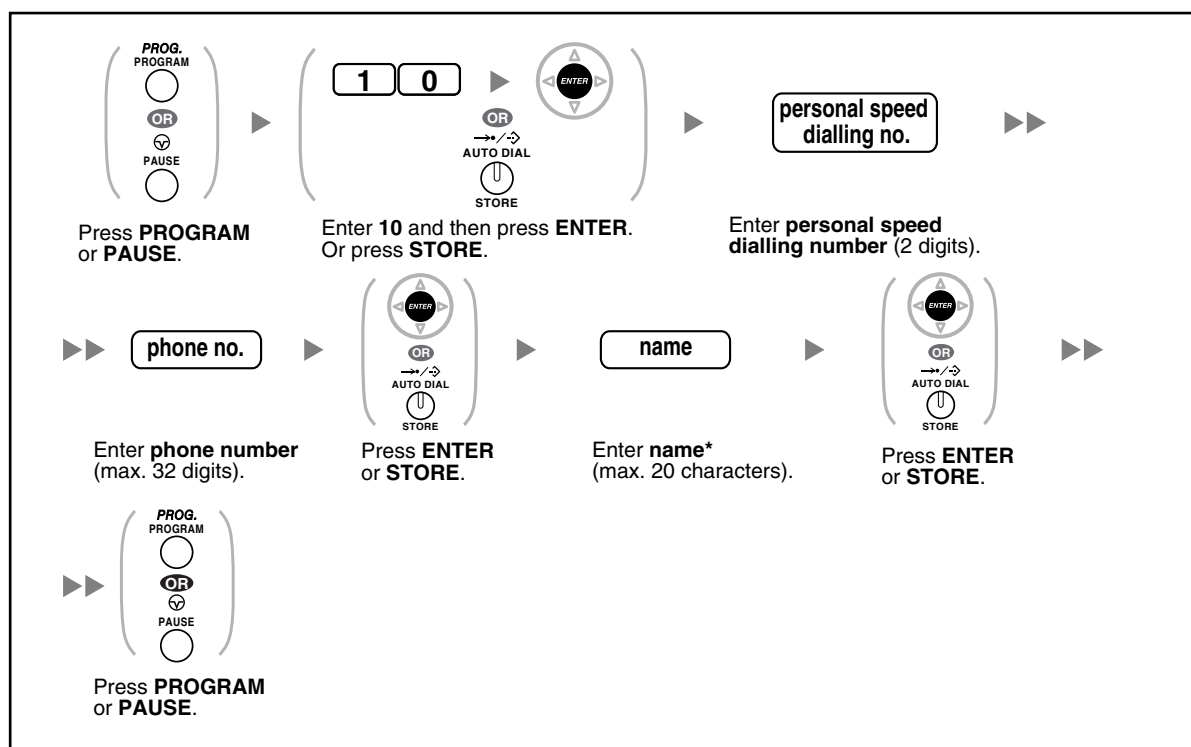 PROG.
PROGRAM
OR
PAUSE
Press PROGRAM
or PAUSE.
1 0
ENTER
OR
AUTO DIAL
STORE
Enter 10 and then press ENTER.
Or press STORE.
personal speed
dialling no.
Enter personal speed
dialling number (2 digits).
phone no.
Enter phone number
(max. 32 digits).
ENTER
OR
AUTO DIAL
STORE
Press ENTER
or STORE.
name
Enter name*
(max. 20 characters).
ENTER
OR
AUTO DIAL
STORE
Press ENTER
or STORE.
PROG.
PROGRAM
OR
PAUSE
Press PROGRAM
or PAUSE.